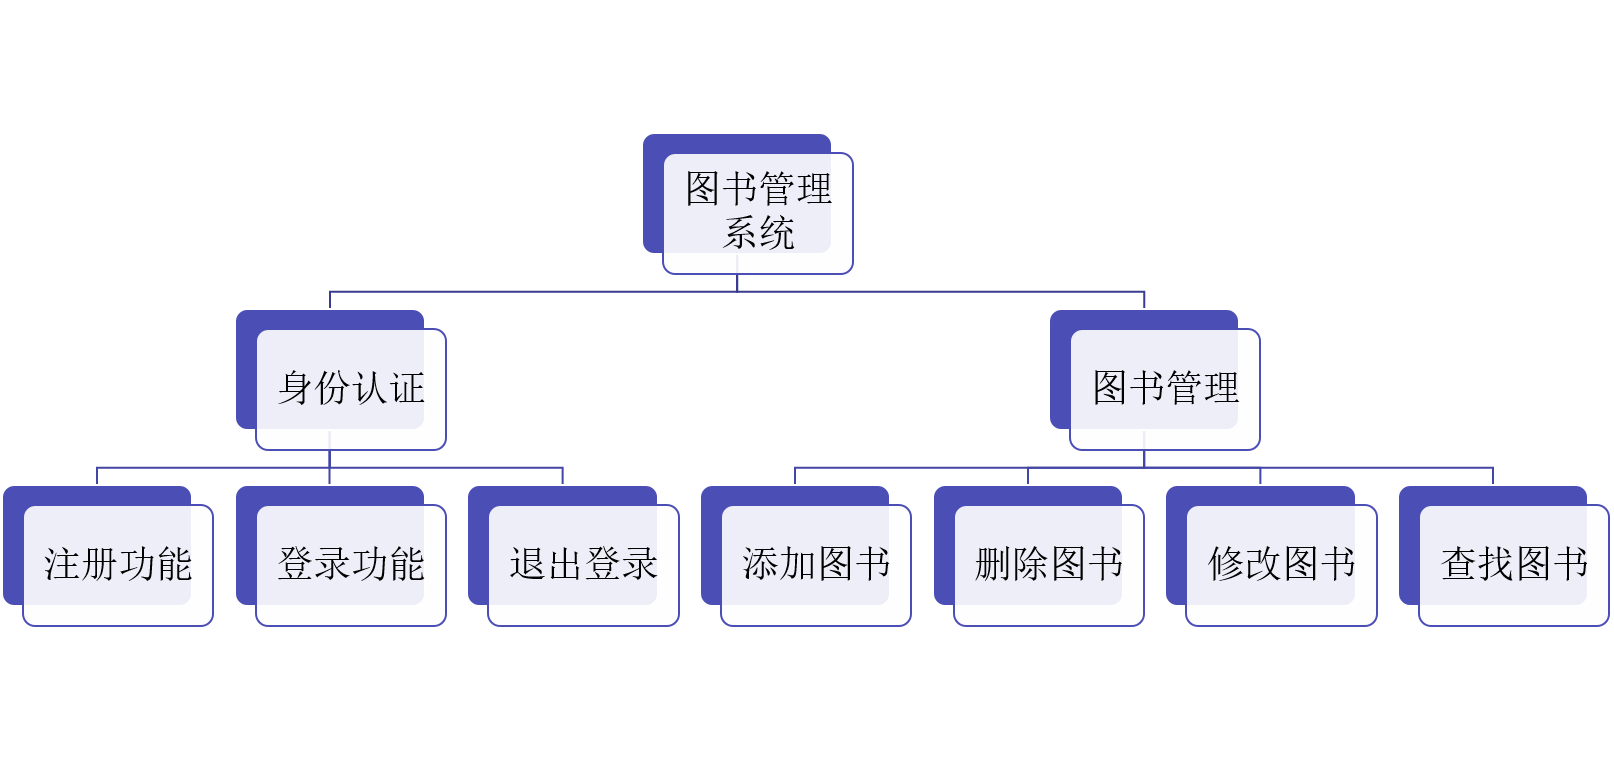 图书管理
系统
身份认证
图书管理
注册功能
登录功能
退出登录
添加图书
删除图书
修改图书
查找图书